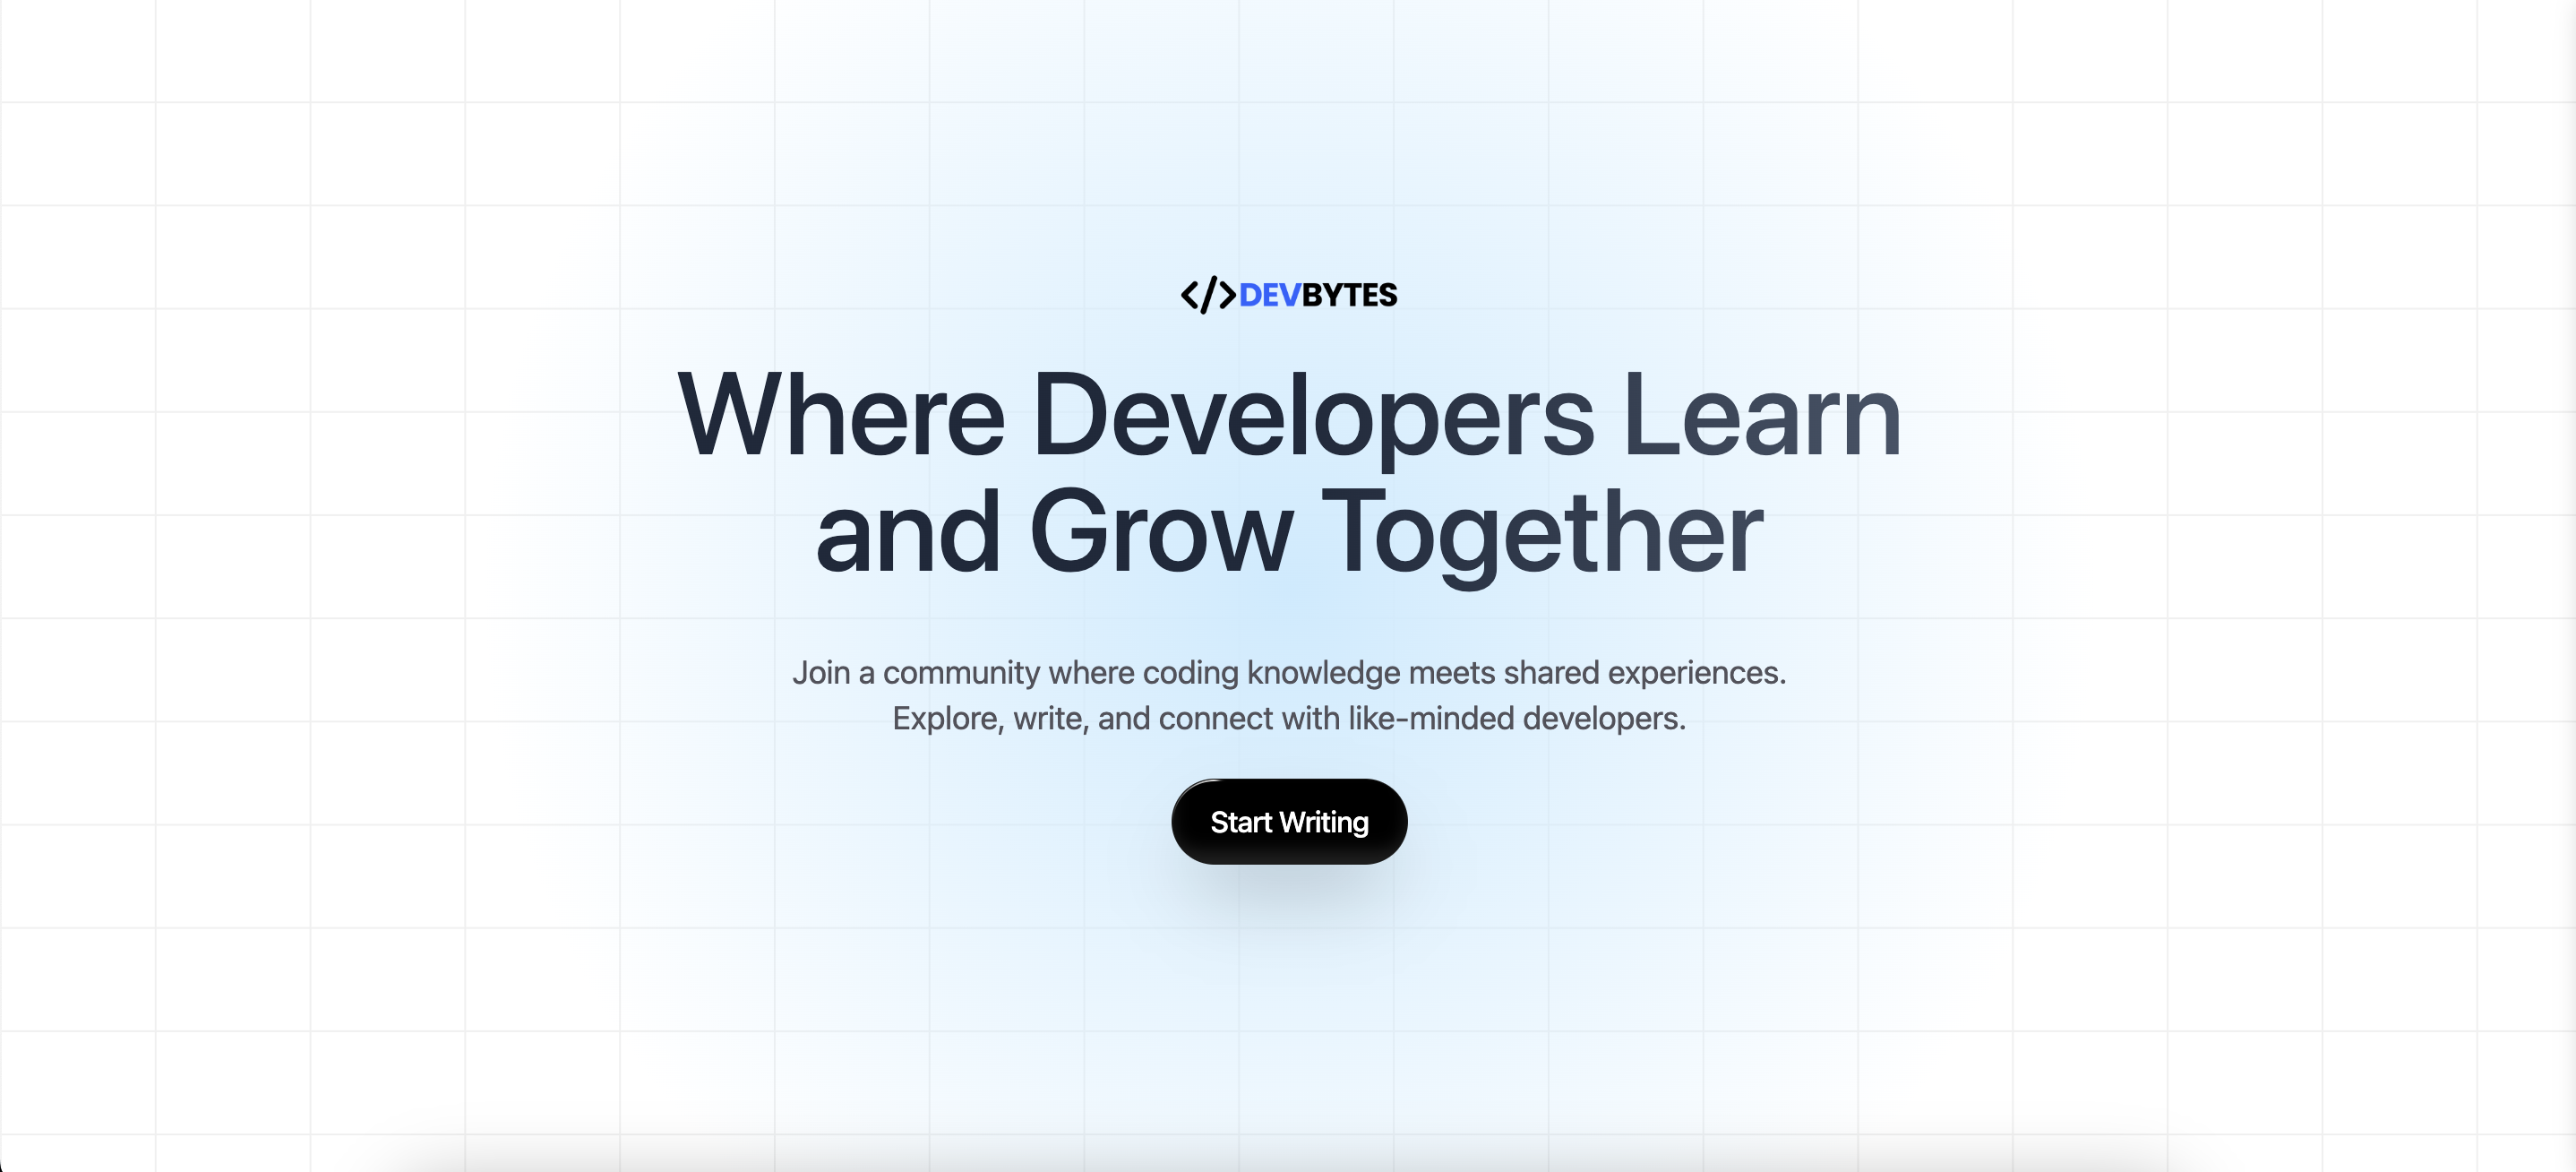 </>DEVBYTES
Where Developers Learn
and Grow Together
Join a community where coding knowledge meets shared experiences.
Explore, write, and connect with like-minded developers.
Start Writing